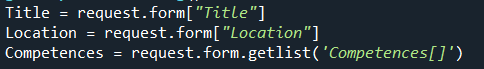 Title = request.form["Title"]
Location = request.form["Location"]
Competences = request.form.getlist('Competences[]')